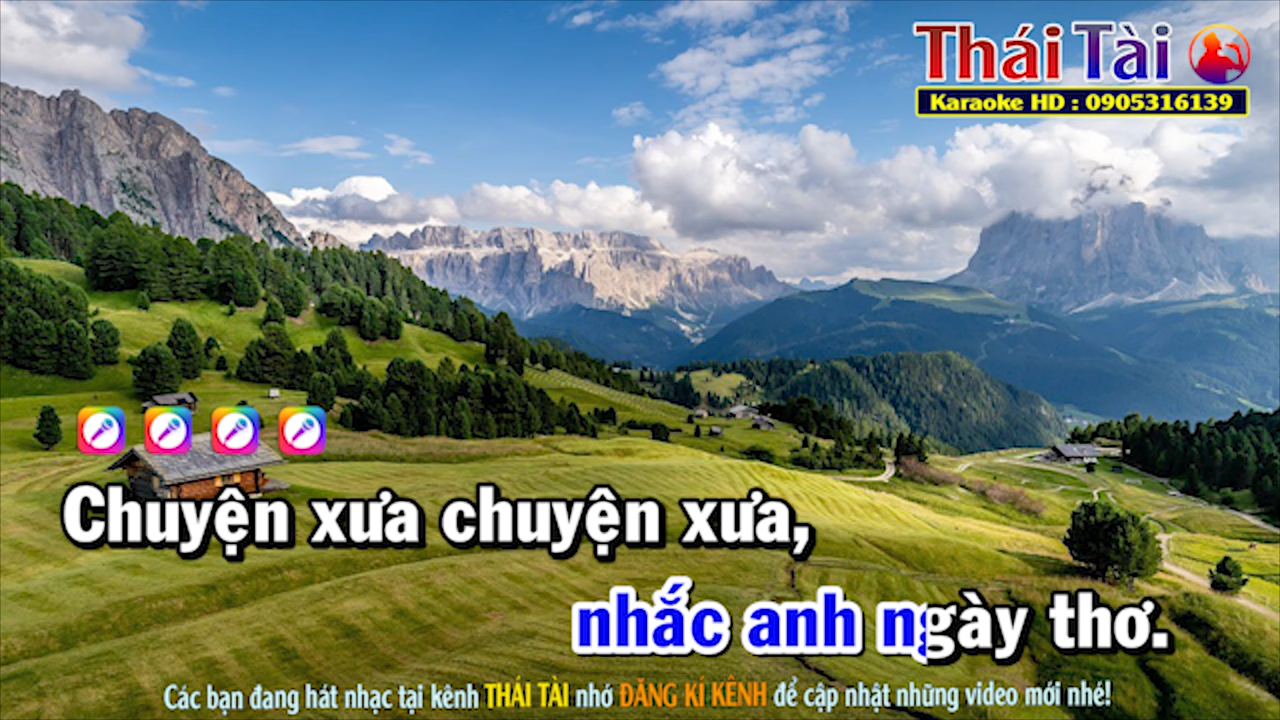 Thái Tài
Karaoke HD : 0905316139
Chuyện xưa chuyện xưa,
nhắc anh ngày thơ.
Các bạn đang hát nhạc tại kênh THÁI TÀI nhớ ĐĂNG KÍ KÊNH để cập nhật những video mới nhé!